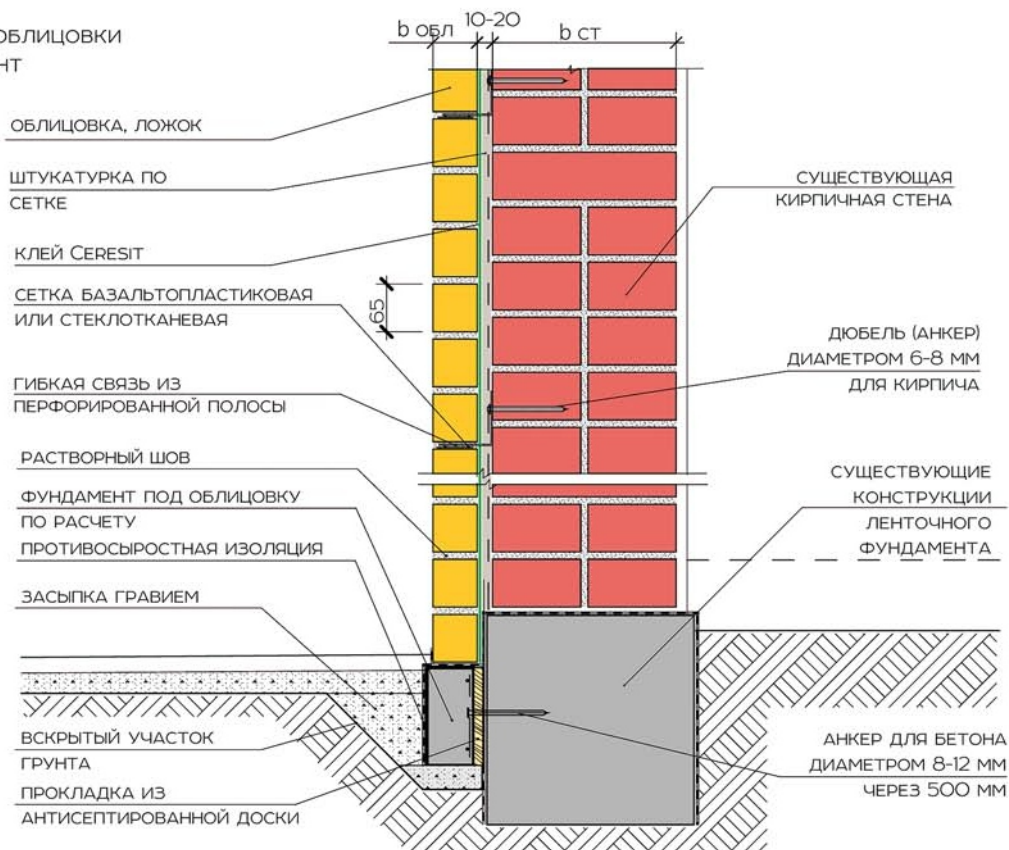 ОБЛИЦОВКИ
b обл
10-20
b ст
ОБЛИЦОВКА, ЛОЖОК
ШТУКАТУРКА ПО
СЕТКЕ
КЛЕЙ CERESIT
СЕТКА БАЗАЛЬТОПЛАСТИКОВАЯ
ИЛИ СТЕКЛОТКАНЕВАЯ
65
ГИБКАЯ СВЯЗЬ ИЗ
ПЕРФОРИРОВАННОЙ ПОЛОСЫ
РАСТВОРНЫЙ ШОВ
ФУНДАМЕНТ ПОД ОБЛИЦОВКУ
ПО РАСЧЕТУ
ПРОТИВОСЫРОСТНАЯ ИЗОЛЯЦИЯ
ЗАСЫПКА ГРАВИЕМ
ВСКРЫТЫЙ УЧАСТОК
ГРУНТА
ПРОКЛАДКА ИЗ
АНТИСЕПТИРОВАННОЙ ДОСКИ
СУЩЕСТВУЮЩАЯ
КИРПИЧНАЯ СТЕНА
ДЮБЕЛЬ (АНКЕР)
ДИАМЕТРОМ 6-8 ММ
ДЛЯ КИРПИЧА
СУЩЕСТВУЮЩИЕ
КОНСТРУКЦИИ
ЛЕНТОЧНОГО
ФУНДАМЕНТА
АНКЕР ДЛЯ БЕТОНА
ДИАМЕТРОМ 8-12 ММ
ЧЕРЕЗ 500 ММ